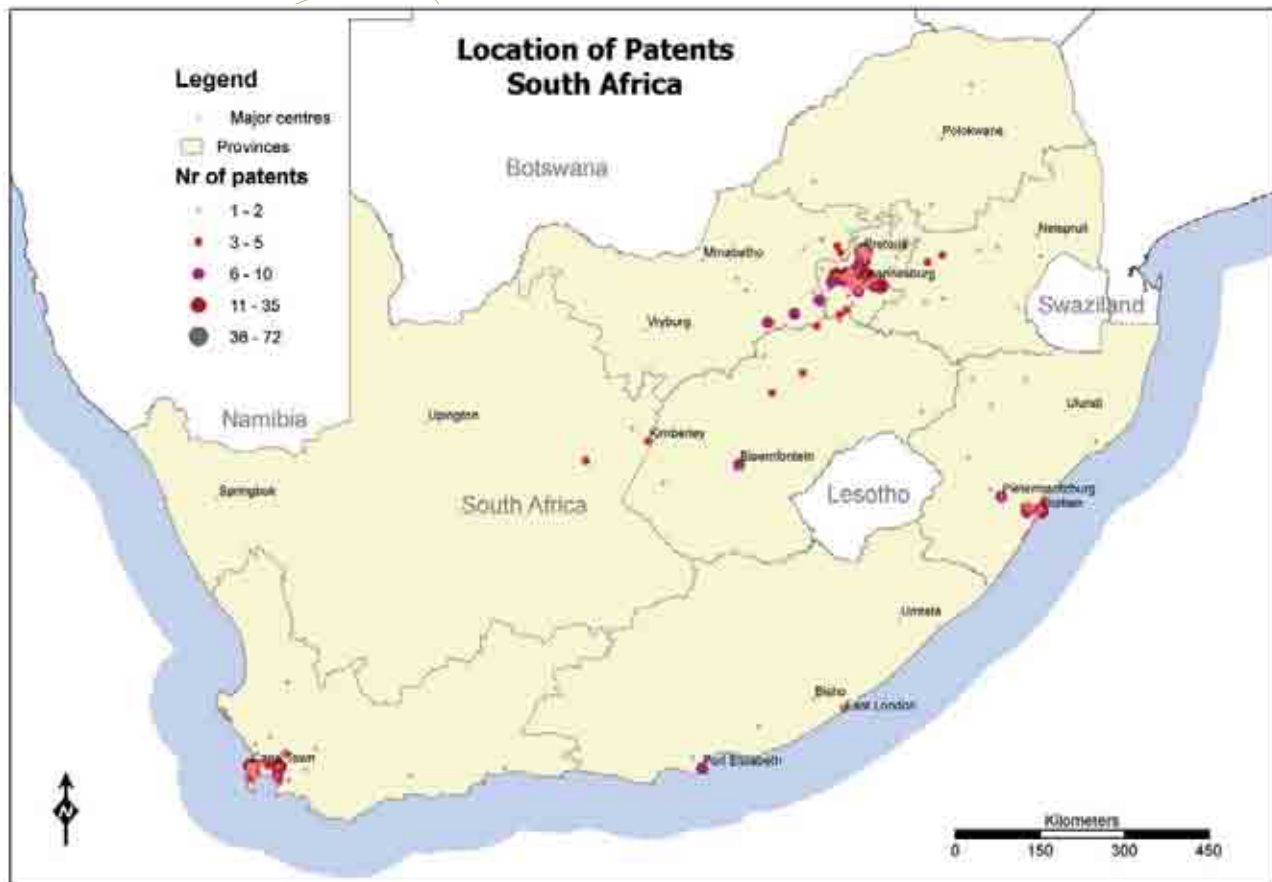 Location of Patents
South Africa
Legend
Major centres
Provinces
Nr of patents
1 - 2
3 - 5
6 - 10
11 - 35
36 - 72
Botswana
Polokwane
Nelspruit
Mmabatho
Pretoria
Johannesburg
Swaziland
Vryburg
Namibia
Upington
Ulundi
Kimberley
Bloemfontein
Springbok
South Africa
Lesotho
Pietermaritzburg
Durban
Umtata
Bisho
East London
Cape Town
Port Elizabeth
N
Kilometers
0 150 300 450